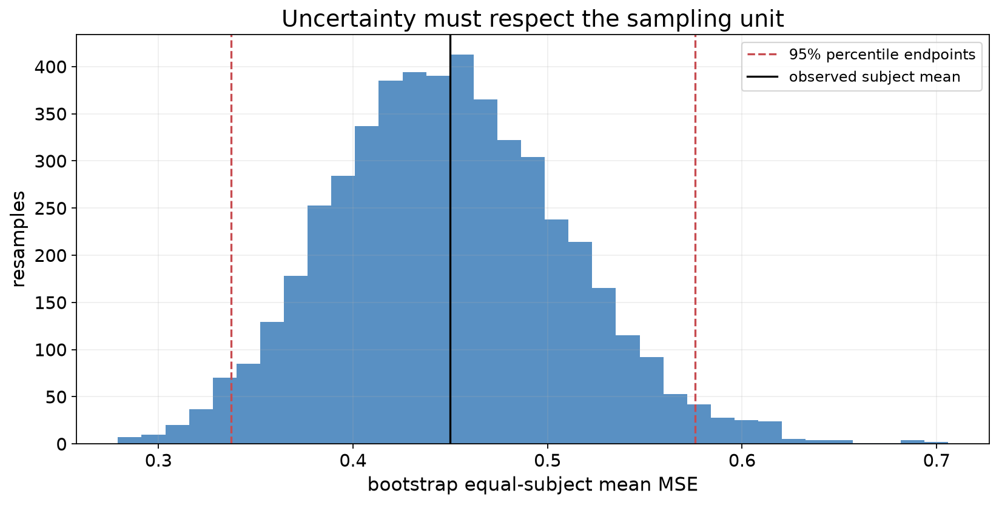 Uncertainty must respect the sampling unit
95% percentile endpoints
observed subject mean
400
350
300
250
200
150
100
50
0
resamples
0.3 0.4 0.5 0.6 0.7
bootstrap equal-subject mean MSE